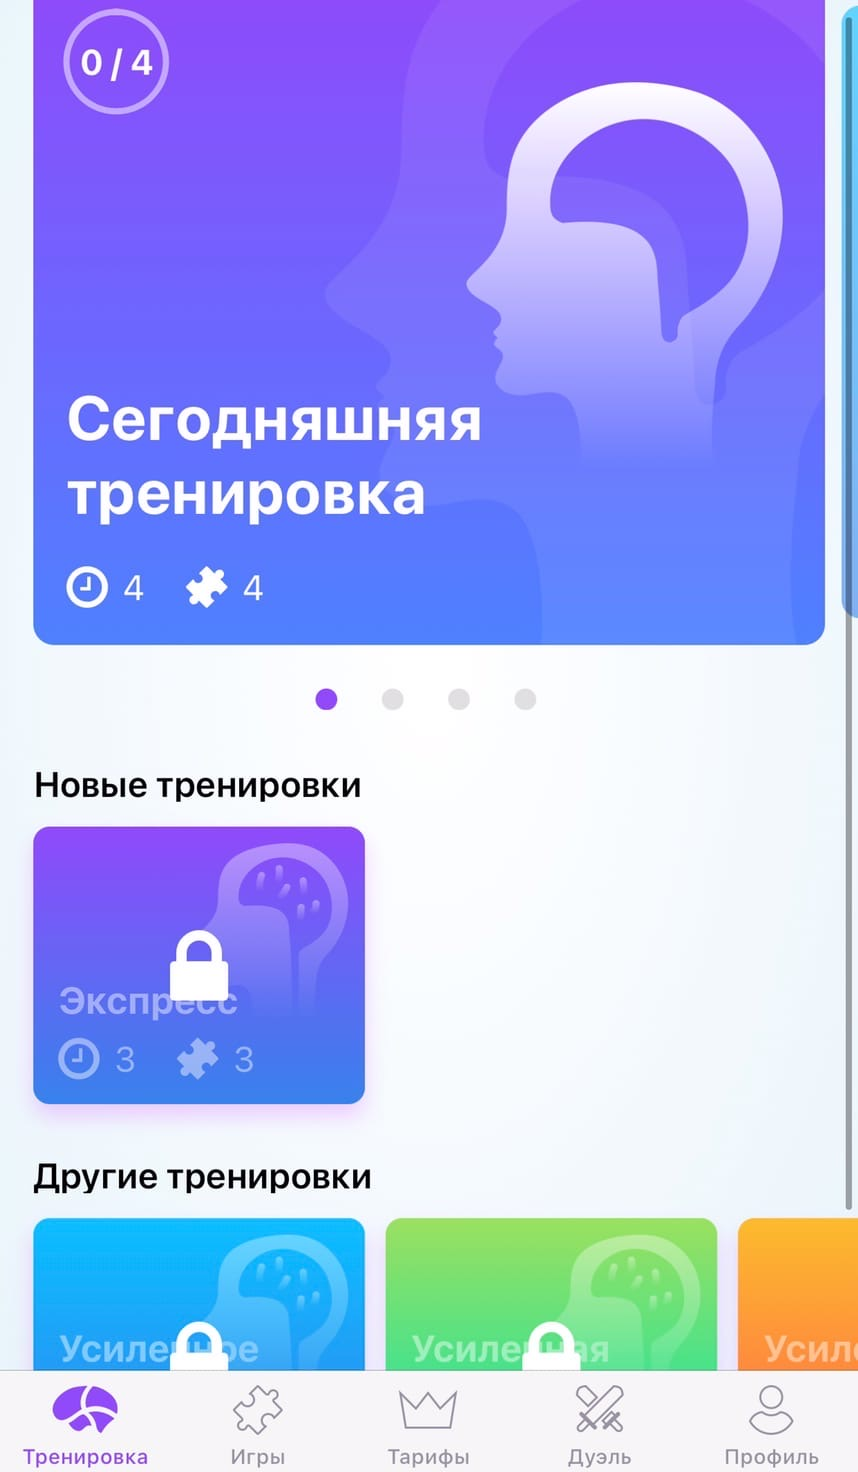 0 / 4
Сегодняшняя
тренировка
4 4
Новые тренировки
Экспресс
3 3
Другие тренировки
Тренировка Игры Тарифы Дуэль Профиль